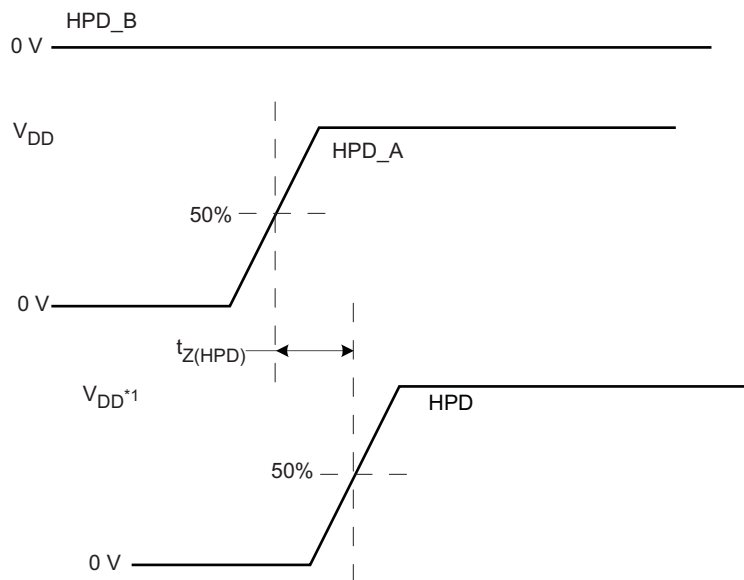 HPD_B
0 V
VDD
HPD_A
50%
0 V
tZ(HPD)
VDD*1
HPD
50%
0 V